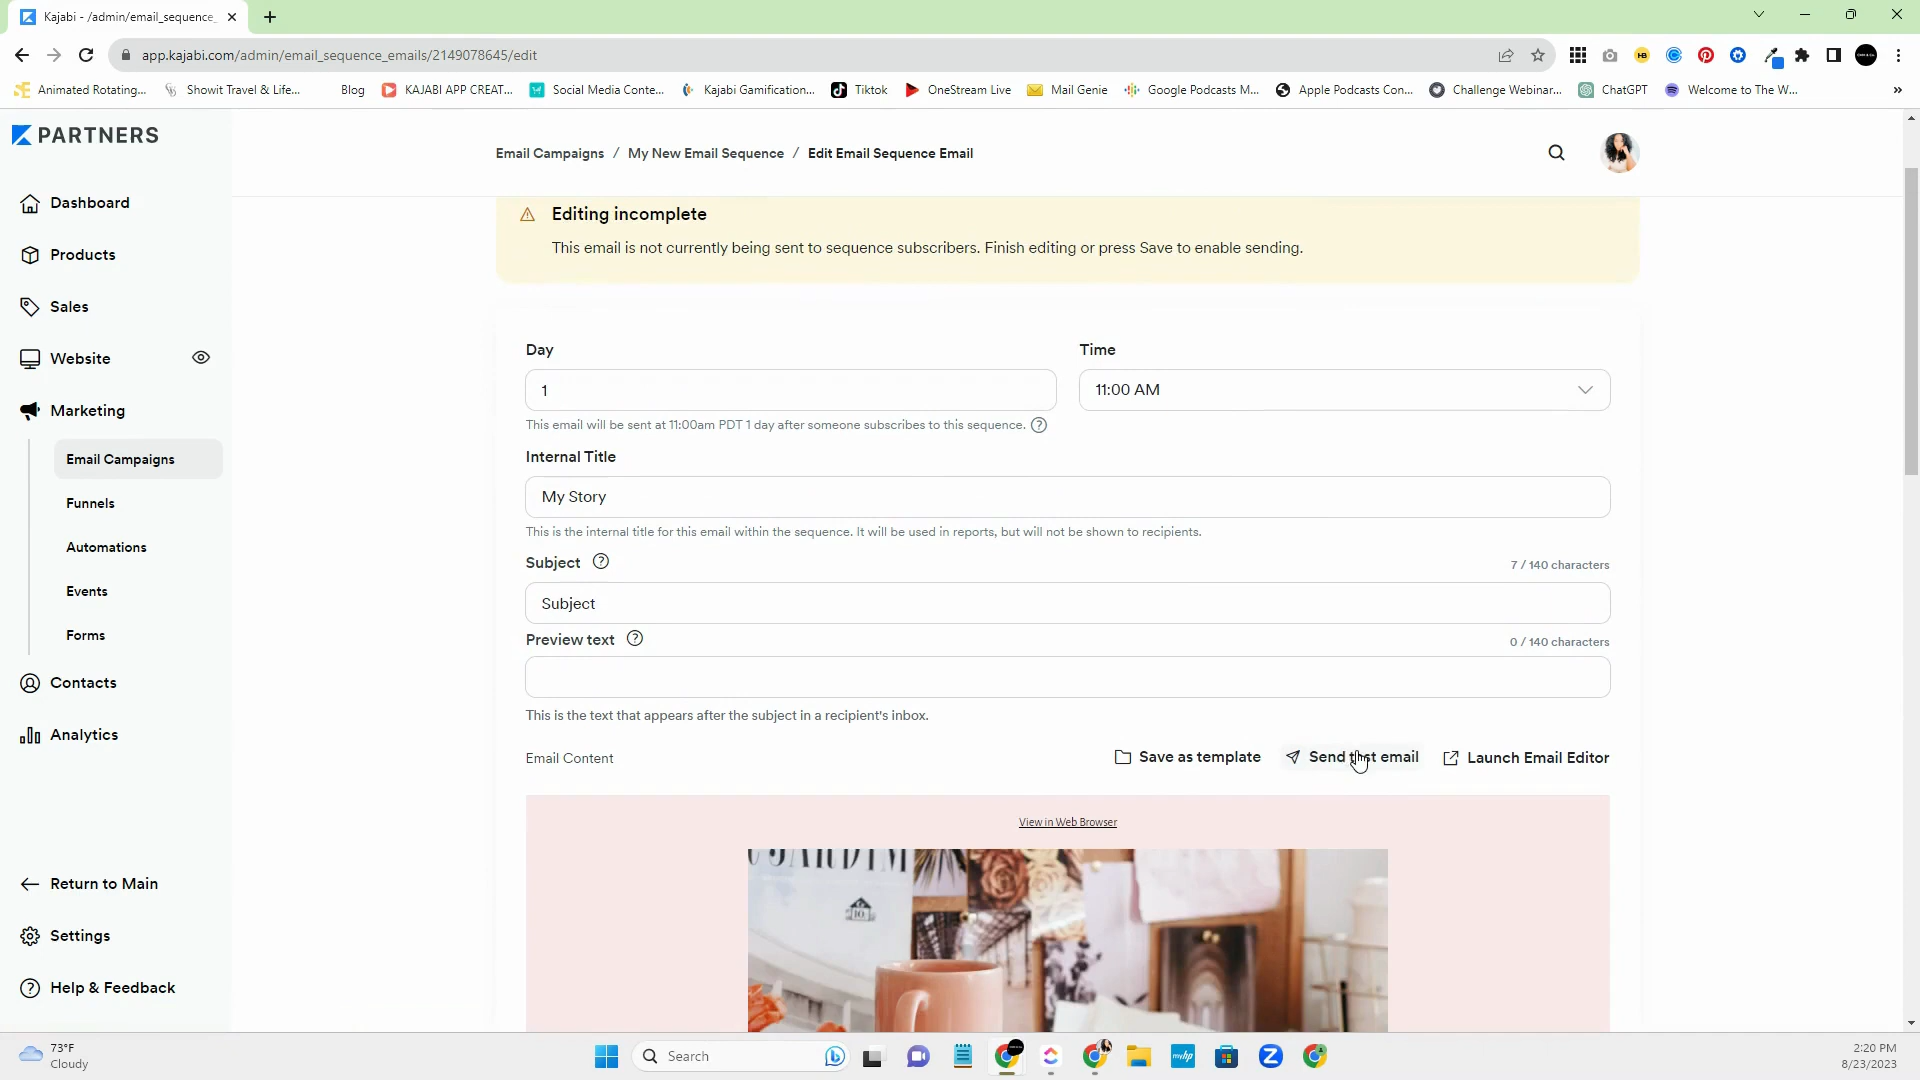 Kajabi - /admin/email_sequence_
app.kajabi.com/admin/email_sequence_emails/2149078645/edit
Animated Rotating... Showit Travel & Life... Blog KAJABI APP CREAT... Social Media Conte... Kajabi Gamification... Tiktok OneStream Live Mail Genie Google Podcasts M... Apple Podcasts Con... Challenge Webinar... ChatGPT Welcome to The W... »
PARTNERS
Email Campaigns / My New Email Sequence / Edit Email Sequence Email
Dashboard
Products
Sales
Website
Marketing
Email Campaigns
Funnels
Automations
Events
Forms
Contacts
Analytics
Return to Main
Settings
Help & Feedback
Editing incomplete
This email is not currently being sent to sequence subscribers. Finish editing or press Save to enable sending.
Day
Time
1
11:00 AM
This email will be sent at 11:00am PDT 1 day after someone subscribes to this sequence.
Internal Title
My Story
This is the internal title for this email within the sequence. It will be used in reports, but will not be shown to recipients.
Subject
7 / 140 characters
Subject
Preview text
0 / 140 characters
This is the text that appears after the subject in a recipient's inbox.
Email Content
Save as template
Send test email
Launch Email Editor
View in Web Browser
10
73°F
Cloudy
Search
myhp
2:20 PM
8/23/2023